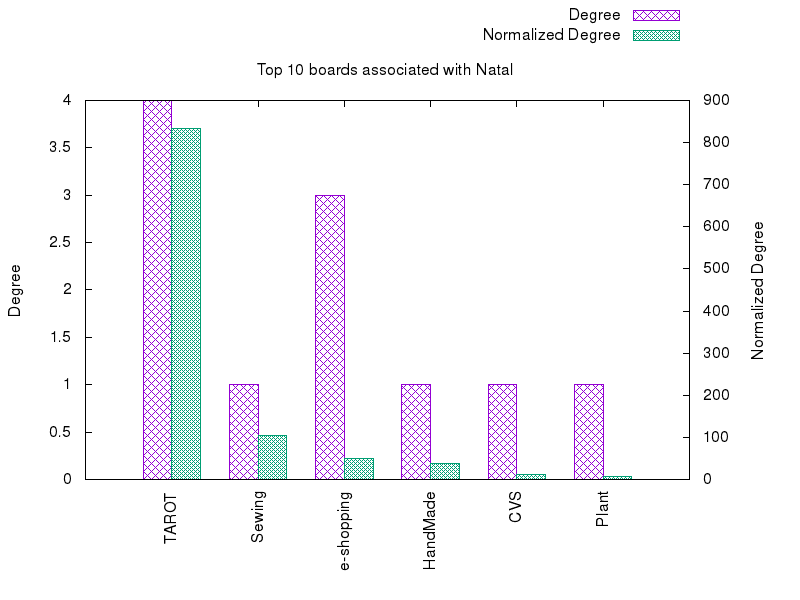 Degree
Normalized Degree
Top 10 boards associated with Natal
4
3.5
3
2.5
2
1.5
1
0.5
0
900
800
700
600
500
400
300
200
100
0
Degree
Normalized Degree
TAROT
Sewing
e-shopping
HandMade
CVS
Plant